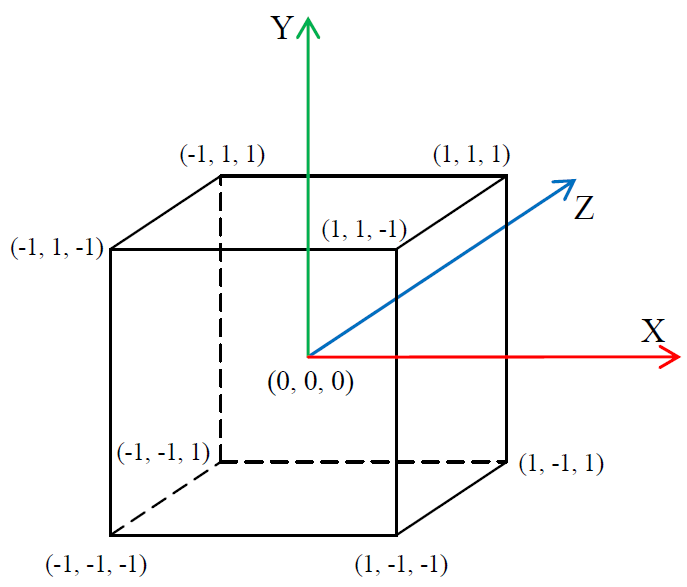 Y
(-1, 1, 1)
(1, 1, 1)
Z
(1, 1, -1)
(-1, 1, -1)
X
(0, 0, 0)
(-1, -1, 1)
(1, -1, 1)
(-1, -1, -1)
(1, -1, -1)